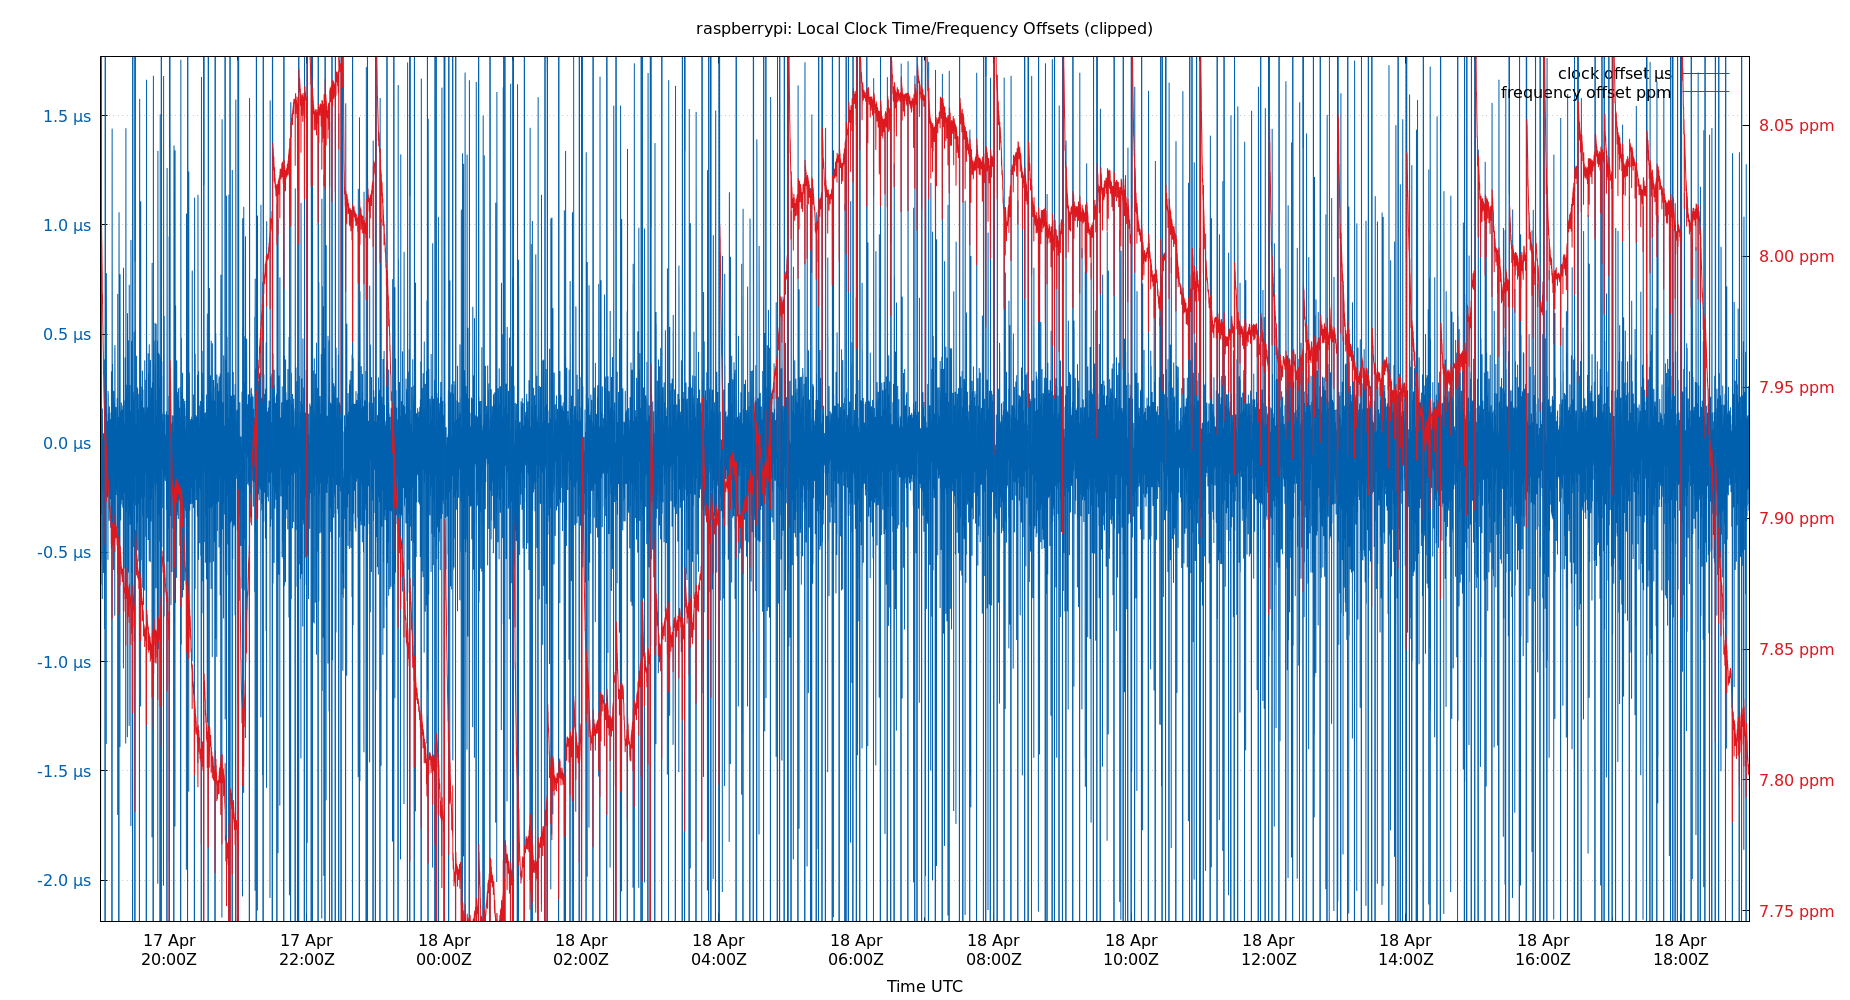 raspberrypi: Local Clock Time/Frequency Offsets (clipped)
clock offset µs
frequency offset ppm
1.5 µs
1.0 µs
0.5 µs
0.0 µs
-0.5 µs
-1.0 µs
-1.5 µs
-2.0 µs
8.05 ppm
8.00 ppm
7.95 ppm
7.90 ppm
7.85 ppm
7.80 ppm
7.75 ppm
17 Apr 17 Apr 18 Apr 18 Apr 18 Apr 18 Apr 18 Apr 18 Apr 18 Apr 18 Apr 18 Apr 18 Apr
20:00Z 22:00Z 00:00Z 02:00Z 04:00Z 06:00Z 08:00Z 10:00Z 12:00Z 14:00Z 16:00Z 18:00Z
Time UTC